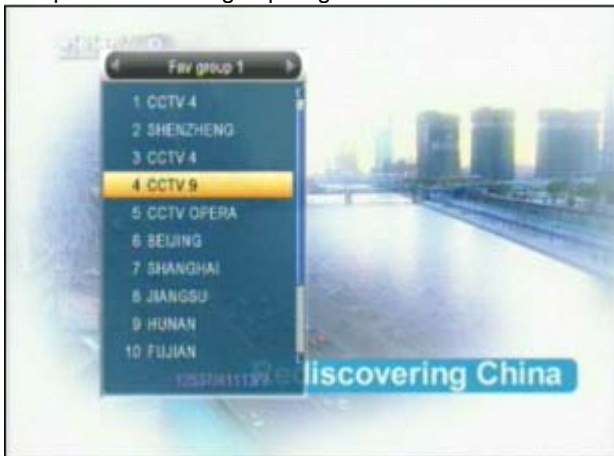 Fav group 1
1 CCTV 4
2 SHENZHENG
3 CCTV 4
4 CCTV 9
5 CCTV OPERA
6 BEIJING
7 SHANGHAI
8 JIANGSU
9 HUNAN
10 FUJIAN
discovering China